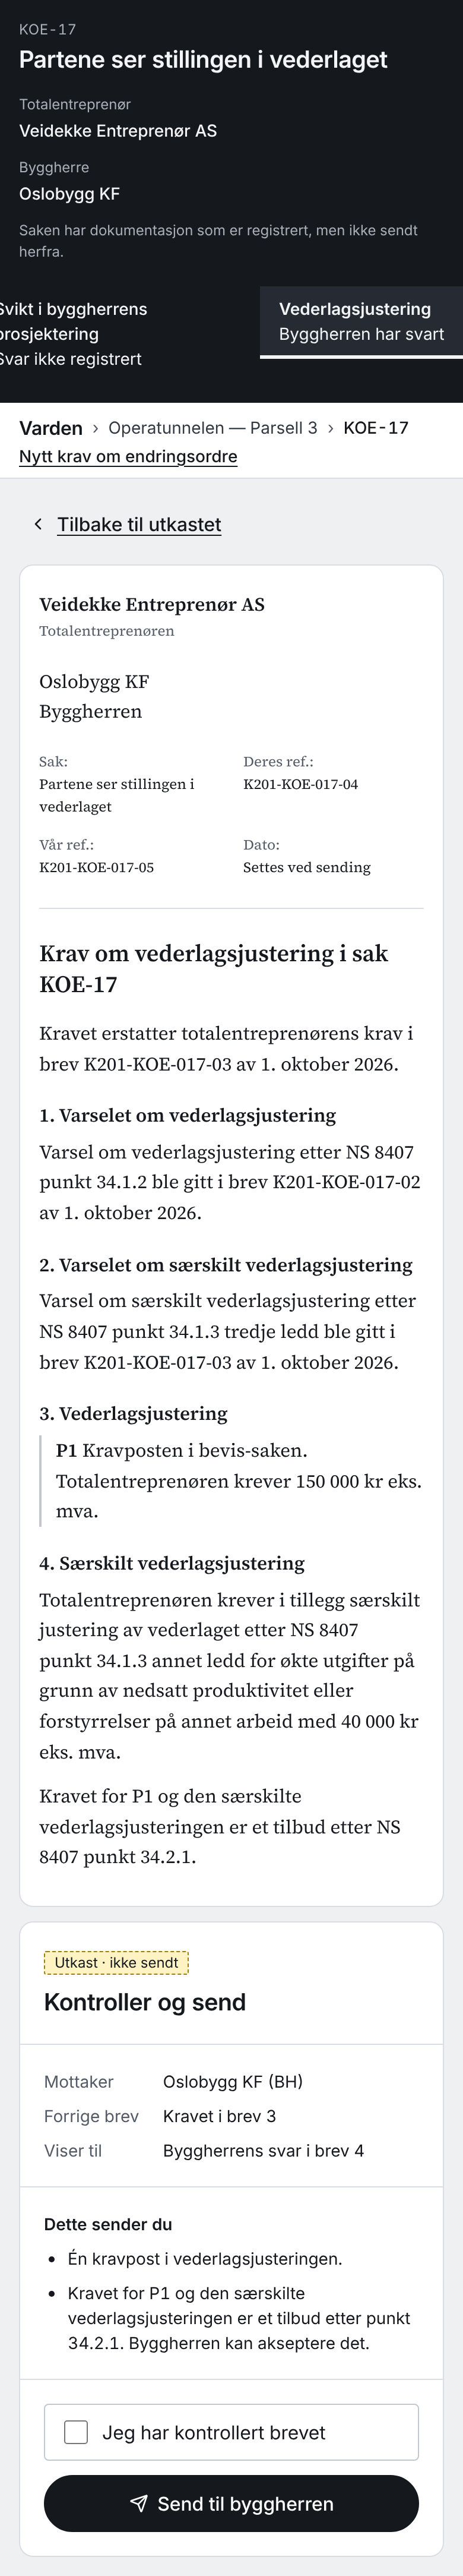 KOE-17
Partene ser stillingen i vederlaget
Totalentreprenør
Veidekke Entreprenør AS
Byggherre
Oslobygg KF
Saken har dokumentasjon som er registrert, men ikke sendt
herfra.
Svikt i byggherrens
prosjektering
Svar ikke registrert
Vederlagsjustering
Byggherren har svart
Varden › Operatunnelen — Parsell 3 › KOE-17
Nytt krav om endringsordre
Tilbake til utkastet
Veidekke Entreprenør AS
Totalentreprenøren
Oslobygg KF
Byggherren
Sak:
Partene ser stillingen i
vederlaget
Deres ref.:
K201-KOE-017-04
Vår ref.:
K201-KOE-017-05
Dato:
Settes ved sending
Krav om vederlagsjustering i sak
KOE-17
Kravet erstatter totalentreprenørens krav i
brev K201-KOE-017-03 av 1. oktober 2026.
1. Varselet om vederlagsjustering
Varsel om vederlagsjustering etter NS 8407
punkt 34.1.2 ble gitt i brev K201-KOE-017-02
av 1. oktober 2026.
2. Varselet om særskilt vederlagsjustering
Varsel om særskilt vederlagsjustering etter
NS 8407 punkt 34.1.3 tredje ledd ble gitt i
brev K201-KOE-017-03 av 1. oktober 2026.
3. Vederlagsjustering
P1 Kravposten i bevis-saken.
Totalentreprenøren krever 150 000 kr eks.
mva.
4. Særskilt vederlagsjustering
Totalentreprenøren krever i tillegg særskilt
justering av vederlaget etter NS 8407
punkt 34.1.3 annet ledd for økte utgifter på
grunn av nedsatt produktivitet eller
forstyrrelser på annet arbeid med 40 000 kr
eks. mva.
Kravet for P1 og den særskilte
vederlagsjusteringen er et tilbud etter NS
8407 punkt 34.2.1.
Utkast · ikke sendt
Kontroller og send
Mottaker Oslobygg KF (BH)
Forrige brev Kravet i brev 3
Viser til Byggherrens svar i brev 4
Dette sender du
• Én kravpost i vederlagsjusteringen.
• Kravet for P1 og den særskilte
vederlagsjusteringen er et tilbud etter punkt
34.2.1. Byggherren kan akseptere det.
Jeg har kontrollert brevet
Send til byggherren